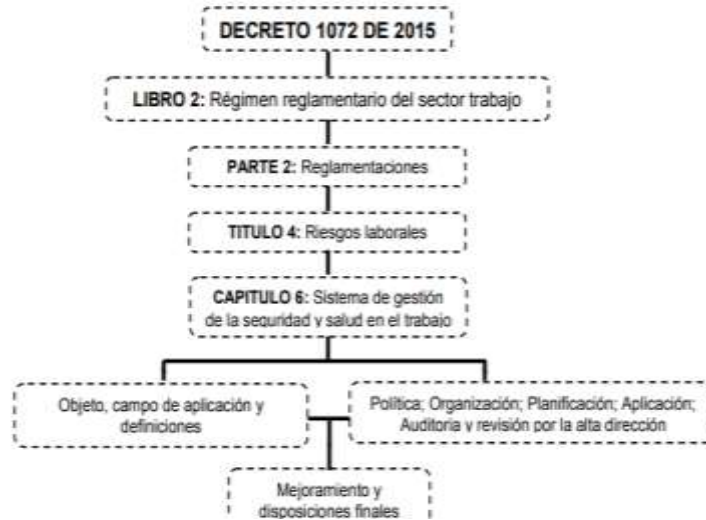 DECRETO 1072 DE 2015
LIBRO 2: Régimen reglamentario del sector trabajo
PARTE 2: Reglamentaciones
TITULO 4: Riesgos laborales
CAPITULO 6: Sistema de gestión
de la seguridad y salud en el trabajo
Objeto, campo de aplicación y
definiciones
Política; Organización; Planificación; Aplicación;
Auditoria y revisión por la alta dirección
Mejoramiento y
disposiciones finales